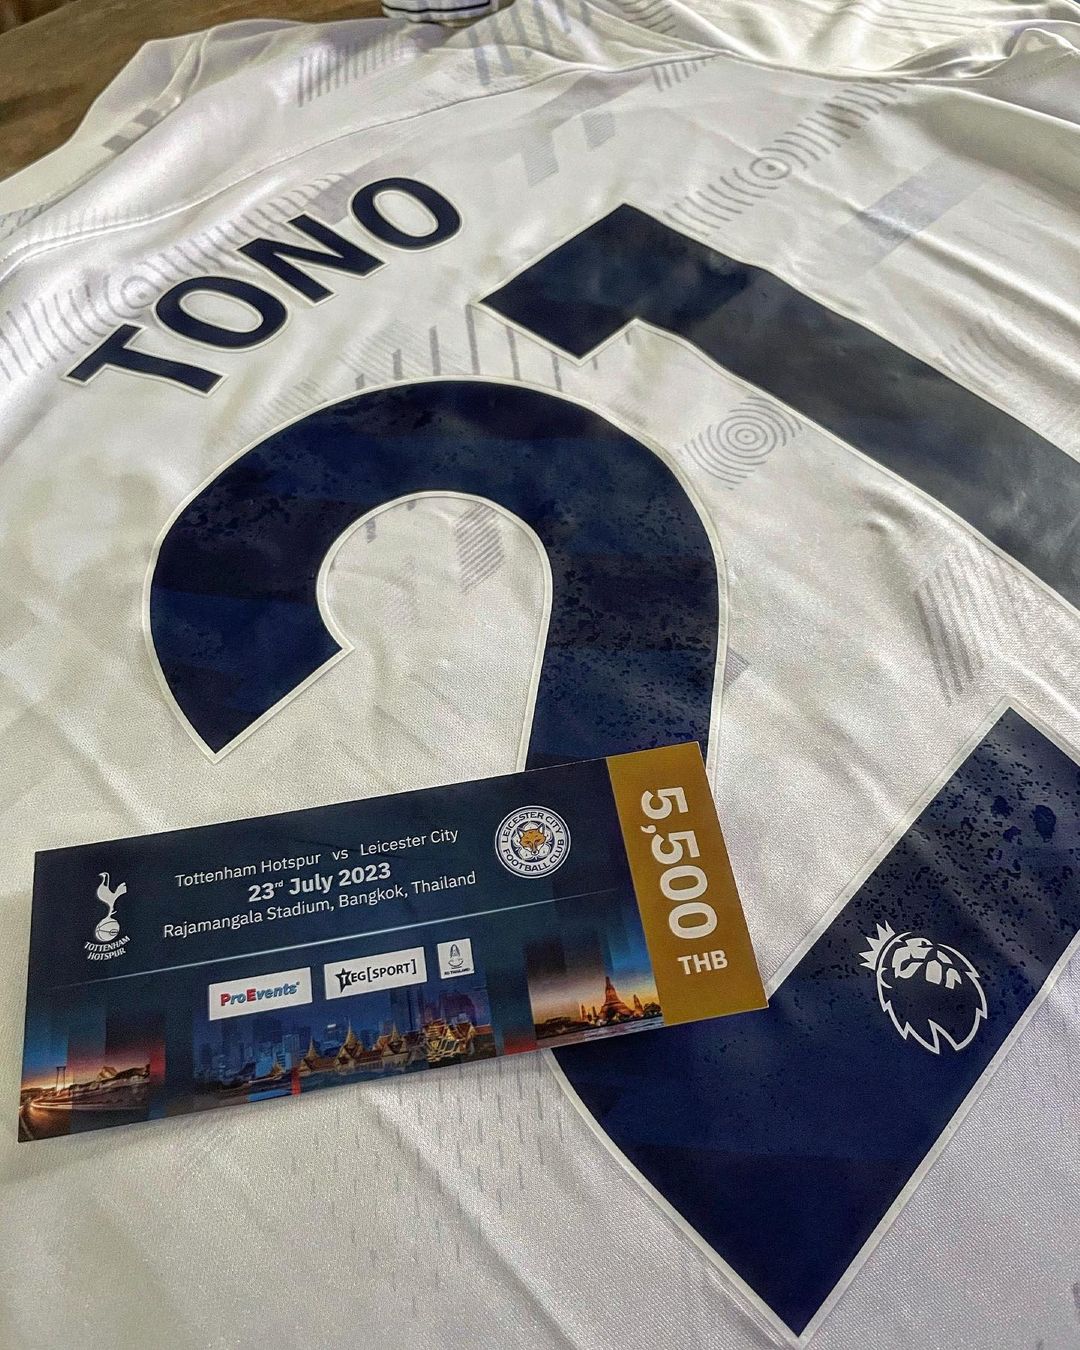 TONO
21
Tottenham Hotspur vs Leicester City
23rd July 2023
Rajamangala Stadium, Bangkok, Thailand
TOTTENHAM
HOTSPUR
LEICESTER CITY
FOOTBALL CLUB
ProEvents
TEG[SPORT]
5,500
THB